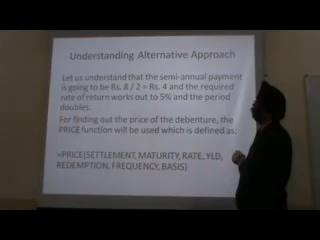 Understanding Alternative Approach
Let us understand that the semi-annual payment
is going to be Rs. 8 / 2 = Rs. 4 and the required
rate of return works out to 5% and the period
doubles.
For finding out the price of the debenture, the
PRICE function will be used which is defined as:
=PRICE(SETTLEMENT, MATURITY, RATE, YLD,
REDEMPTION, FREQUENCY, BASIS)